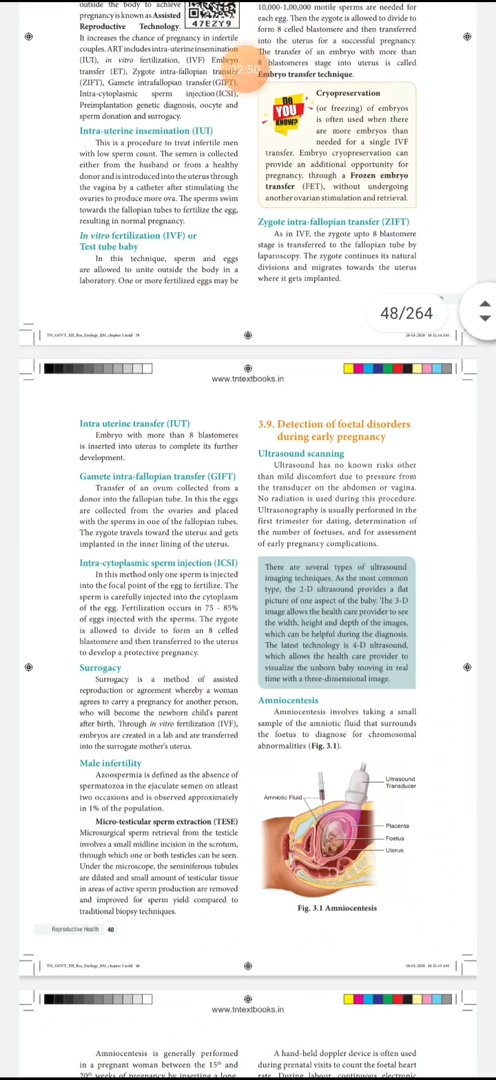 outside the body to achieve
pregnancy is known as Assisted
Reproductive Technology.
It increases the chance of pregnancy in infertile
couples. ART includes intra-uterine insemination
(IUI), in vitro fertilization, (IVF) Embryo
transfer (ET), Zygote intra-fallopian transfer
(ZIFT), Gamete intrafallopian transfer (GIFT),
Intra-cytoplasmic sperm injection (ICSI),
Preimplantation genetic diagnosis, oocyte and
sperm donation and surrogacy.
47EZY9
Intra-uterine insemination (IUI)
This is a procedure to treat infertile men
with low sperm count. The semen is collected
either from the husband or from a healthy
donor and is introduced into the uterus through
the vagina by a catheter after stimulating the
ovaries to produce more ova. The sperms swim
towards the fallopian tubes to fertilize the egg,
resulting in normal pregnancy.
In vitro fertilization (IVF) or
Test tube baby
In this technique, sperm and eggs
are allowed to unite outside the body in a
laboratory. One or more fertilized eggs may be
10,000-1,000,000 motile sperms are needed for
each egg. Then the zygote is allowed to divide to
form 8 celled blastomere and then transferred
into the uterus for a successful pregnancy.
The transfer of an embryo with more than
8 blastomeres stage into uterus is called
Embryo transfer technique.
02:50
DO
YOU
KNOW?
Cryopreservation
(or freezing) of embryos
is often used when there
are more embryos than
needed for a single IVF
transfer. Embryo cryopreservation can
provide an additional opportunity for
pregnancy, through a Frozen embryo
transfer (FET), without undergoing
another ovarian stimulation and retrieval.
Zygote intra-fallopian transfer (ZIFT)
As in IVF, the zygote upto 8 blastomere
stage is transferred to the fallopian tube by
laparoscopy. The zygote continues its natural
divisions and migrates towards the uterus
where it gets implanted.
48/264
www.tntextbooks.in
Intra uterine transfer (IUT)
Embryo with more than 8 blastomeres
is inserted into uterus to complete its further
development.
Gamete intra-fallopian transfer (GIFT)
Transfer of an ovum collected from a
donor into the fallopian tube. In this the eggs
are collected from the ovaries and placed
with the sperms in one of the fallopian tubes.
The zygote travels toward the uterus and gets
implanted in the inner lining of the uterus.
Intra-cytoplasmic sperm injection (ICSI)
In this method only one sperm is injected
into the focal point of the egg to fertilize. The
sperm is carefully injected into the cytoplasm
of the egg. Fertilization occurs in 75 - 85%
of eggs injected with the sperms. The zygote
is allowed to divide to form an 8 celled
blastomere and then transferred to the uterus
to develop a protective pregnancy.
Surrogacy
Surrogacy is a method of assisted
reproduction or agreement whereby a woman
agrees to carry a pregnancy for another person,
who will become the newborn child's parent
after birth. Through in vitro fertilization (IVF),
embryos are created in a lab and are transferred
into the surrogate mother's uterus.
Male infertility
Azoospermia is defined as the absence of
spermatozoa in the ejaculate semen on atleast
two occasions and is observed approximately
in 1% of the population.
Micro-testicular sperm extraction (TESE)
Microsurgical sperm retrieval from the testicle
involves a small midline incision in the scrotum,
through which one or both testicles can be seen.
Under the microscope, the seminiferous tubules
are dilated and small amount of testicular tissue
in areas of active sperm production are removed
and improved for sperm yield compared to
traditional biopsy techniques.
3.9. Detection of foetal disorders
during early pregnancy
Ultrasound scanning
Ultrasound has no known risks other
than mild discomfort due to pressure from
the transducer on the abdomen or vagina.
No radiation is used during this procedure.
Ultrasonography is usually performed in the
first trimester for dating, determination of
the number of foetuses, and for assessment
of early pregnancy complications.
There are several types of ultrasound
imaging techniques. As the most common
type, the 2-D ultrasound provides a flat
picture of one aspect of the baby. The 3-D
image allows the health care provider to see
the width, height and depth of the images,
which can be helpful during the diagnosis.
The latest technology is 4-D ultrasound,
which allows the health care provider to
visualize the unborn baby moving in real
time with a three-dimensional image.
Amniocentesis
Amniocentesis involves taking a small
sample of the amniotic fluid that surrounds
the foetus to diagnose for chromosomal
abnormalities (Fig. 3.1).
Ultrasound
Transducer
Amniotic Fluid
Placenta
Foetus
Uterus
Fig. 3.1 Amniocentesis
Reproductive Health 40
www.tntextbooks.in
Amniocentesis is generally performed
in a pregnant woman between the 15th and
20th weeks of pregnancy by inserting a long,
A hand-held doppler device is often used
during prenatal visits to count the foetal heart
rate. During labour, continuous electronic